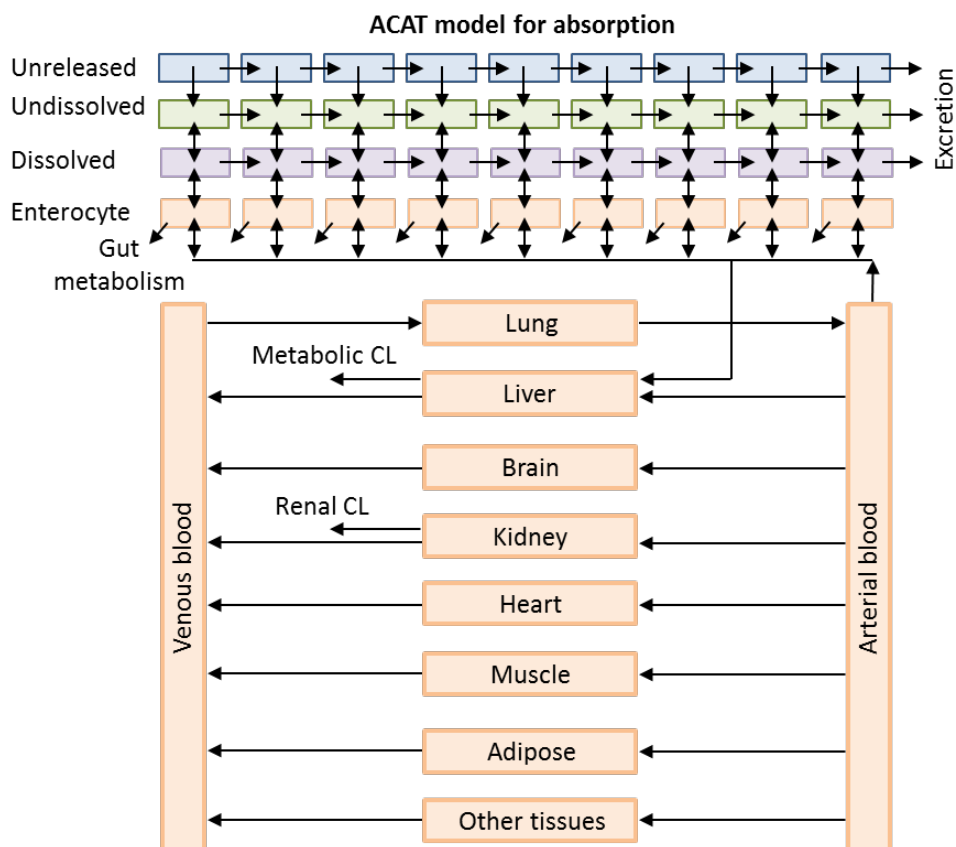 ACAT model for absorption
Unreleased
Undissolved
Dissolved
Enterocyte
Excretion
Gut
metabolism
Venous blood
Arterial blood
Lung
Metabolic CL
Liver
Brain
Renal CL
Kidney
Heart
Muscle
Adipose
Other tissues